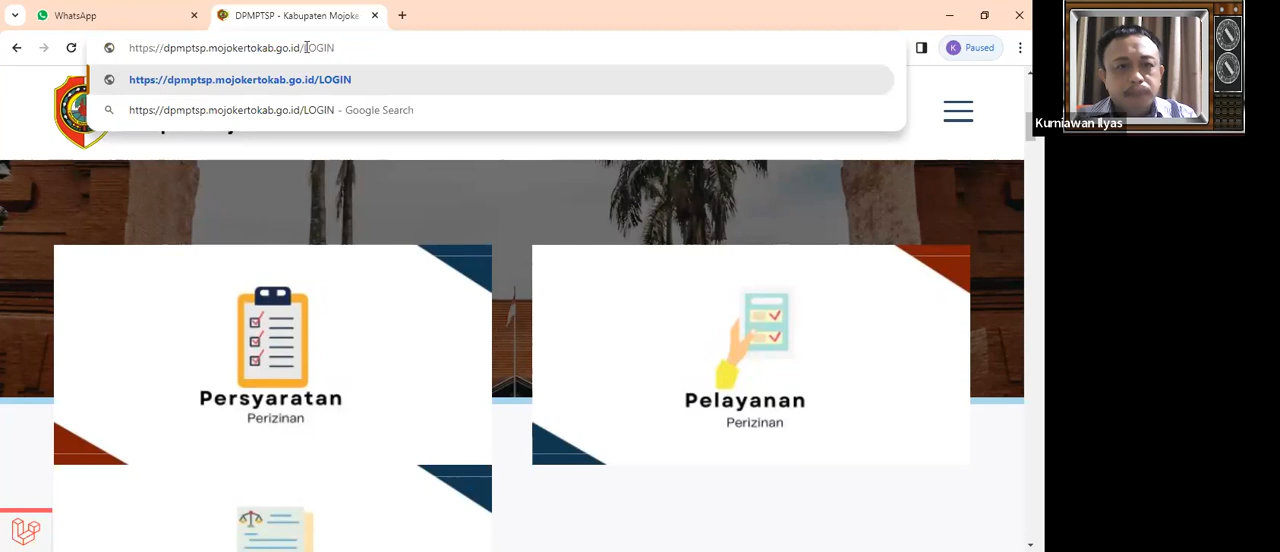 WhatsApp
DPMPTSP - Kabupaten Mojoke
https://dpmptsp.mojokertokab.go.id/LOGIN
K Paused
https://dpmptsp.mojokertokab.go.id/LOGIN
https://dpmptsp.mojokertokab.go.id/LOGIN - Google Search
Kurniawan Ilyas
Persyaratan
Perizinan
Pelayanan
Perizinan